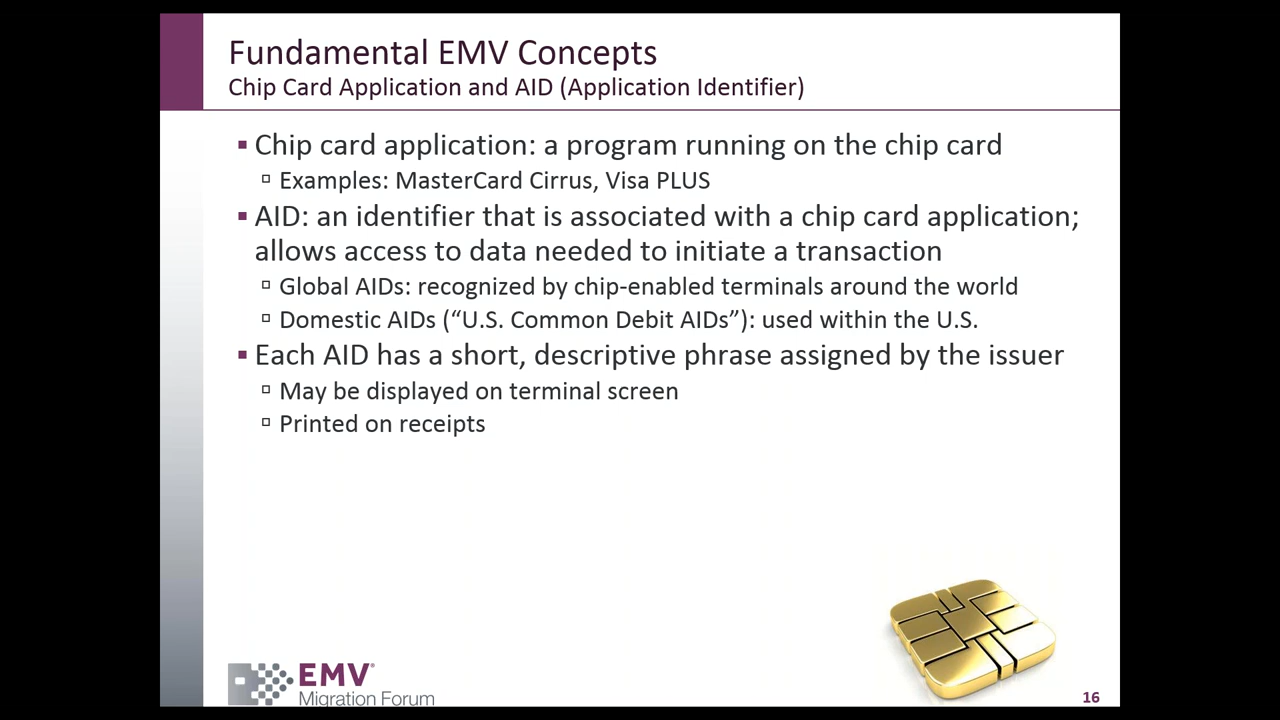 Fundamental EMV Concepts
Chip Card Application and AID (Application Identifier)
▪ Chip card application: a program running on the chip card
▫ Examples: MasterCard Cirrus, Visa PLUS
▪ AID: an identifier that is associated with a chip card application;
allows access to data needed to initiate a transaction
▫ Global AIDs: recognized by chip-enabled terminals around the world
▫ Domestic AIDs (“U.S. Common Debit AIDs”): used within the U.S.
▪ Each AID has a short, descriptive phrase assigned by the issuer
▫ May be displayed on terminal screen
▫ Printed on receipts
EMV®
Migration Forum
16